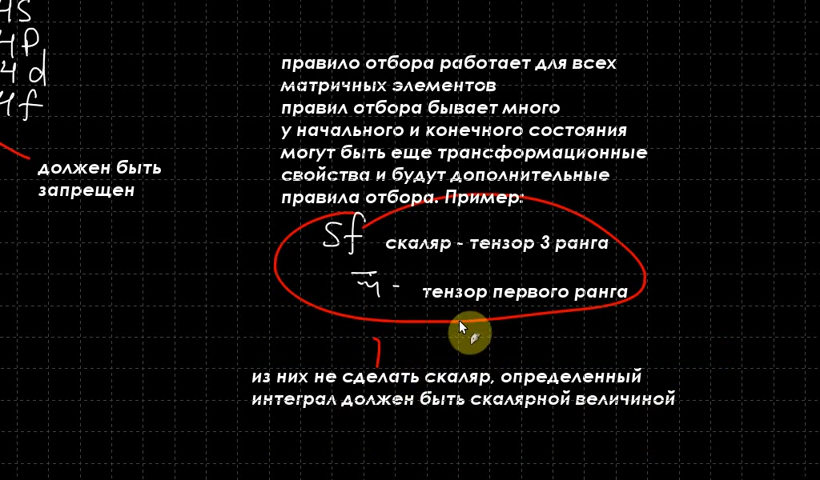 4S
4P
4d
4f
правило отбора работает для всех
матричных элементов
правил отбора бывает много
у начального и конечного состояния
могут быть еще трансформационные
свойства и будут дополнительные
правила отбора. Пример:
должен быть
запрещен
Sf скаляр - тензор 3 ранга
- тензор первого ранга
из них не сделать скаляр, определенный
интеграл должен быть скалярной величиной